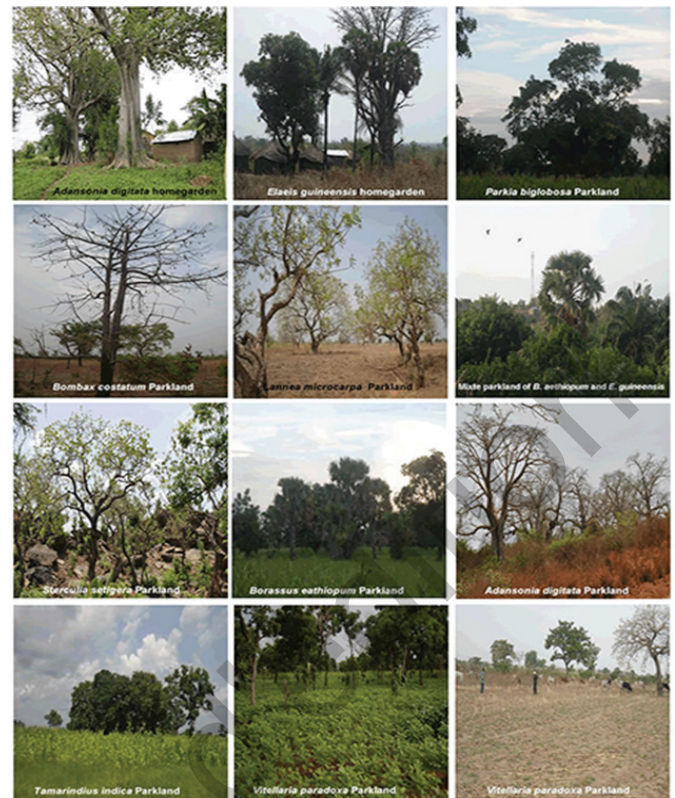 Adansonia digitata homegarden
Elaeis guineensis homegarden
Parkia biglobosa Parkland
Bombax costatum Parkland
Lannea microcarpa Parkland
Mixte parkland of B. aethiopum and E. guineensis
Sterculia setigera Parkland
Borassus eathiopum Parkland
Adansonia digitata Parkland
Tamarindius indica Parkland
Vitellaria paradoxa Parkland
Vitellaria paradoxa Parkland